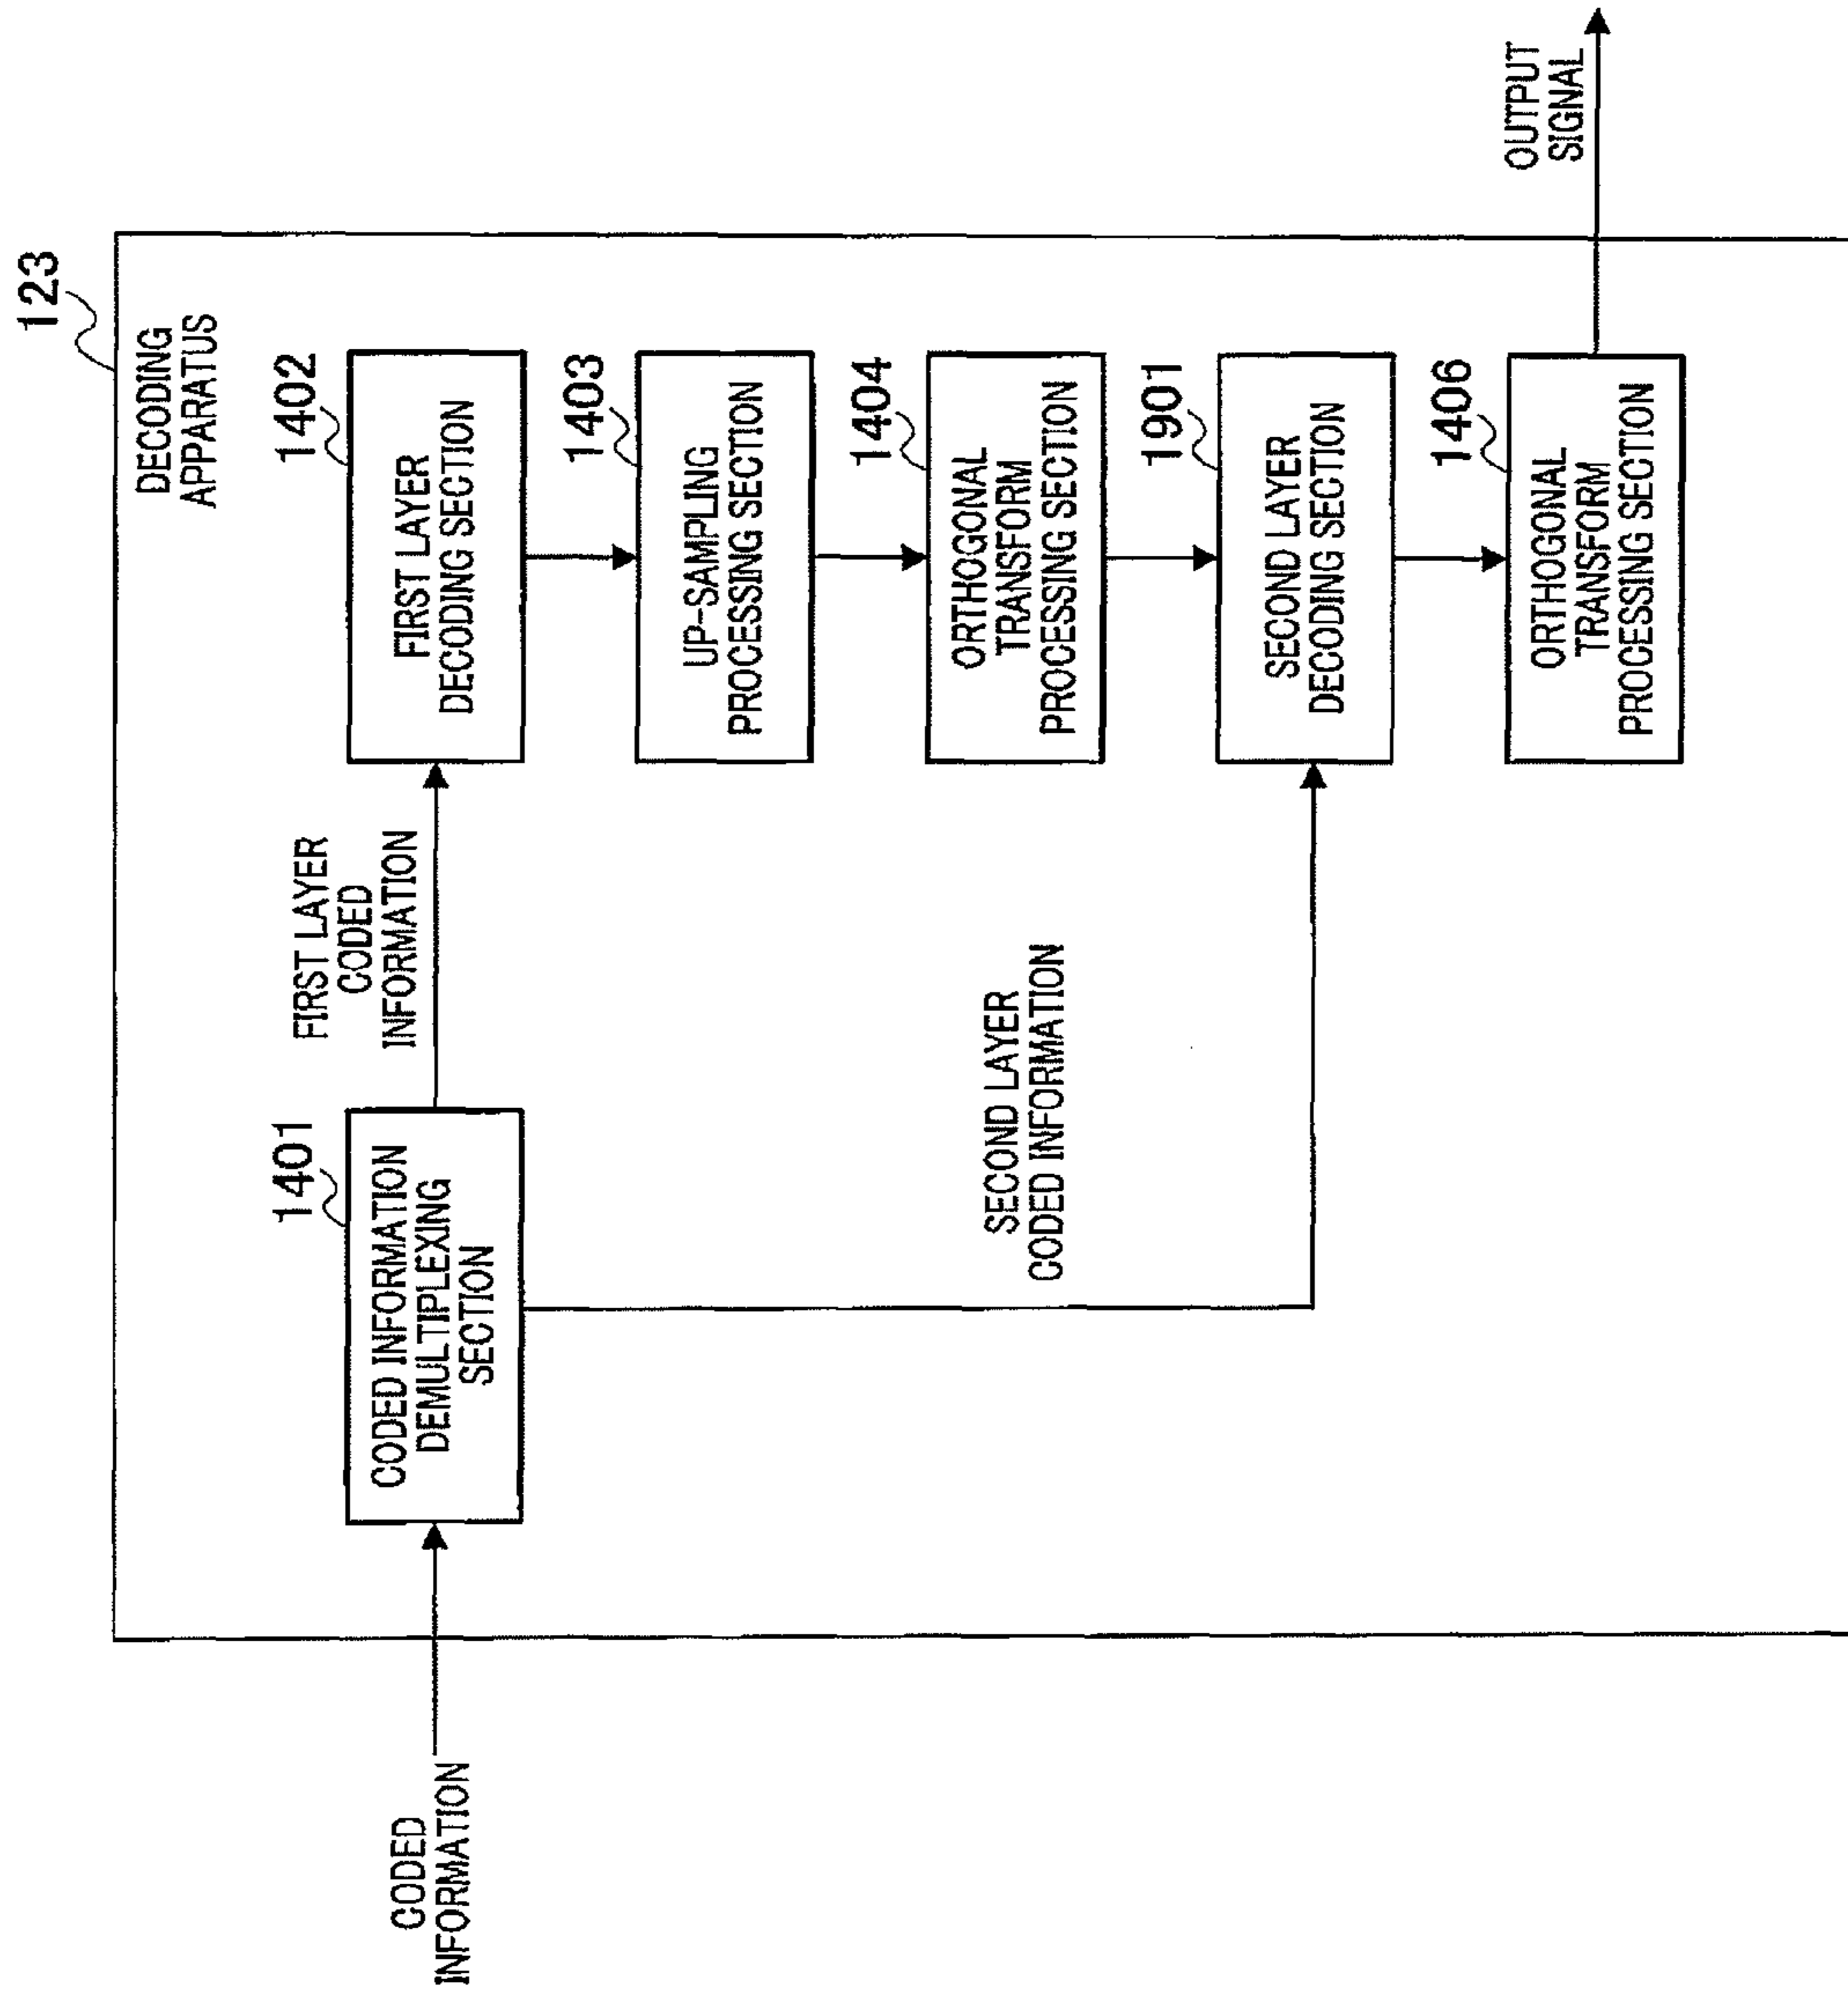 123
DECODING
APPARATUS
CODED
INFORMATION
1401
CODED INFORMATION
DEMULTIPLEXING
SECTION
FIRST LAYER
CODED
INFORMATION
1402
FIRST LAYER
DECODING SECTION
1403
UP-SAMPLING
PROCESSING SECTION
1404
ORTHOGONAL
TRANSFORM
PROCESSING SECTION
SECOND LAYER
CODED INFORMATION
1901
SECOND LAYER
DECODING SECTION
1406
ORTHOGONAL
TRANSFORM
PROCESSING SECTION
OUTPUT
SIGNAL